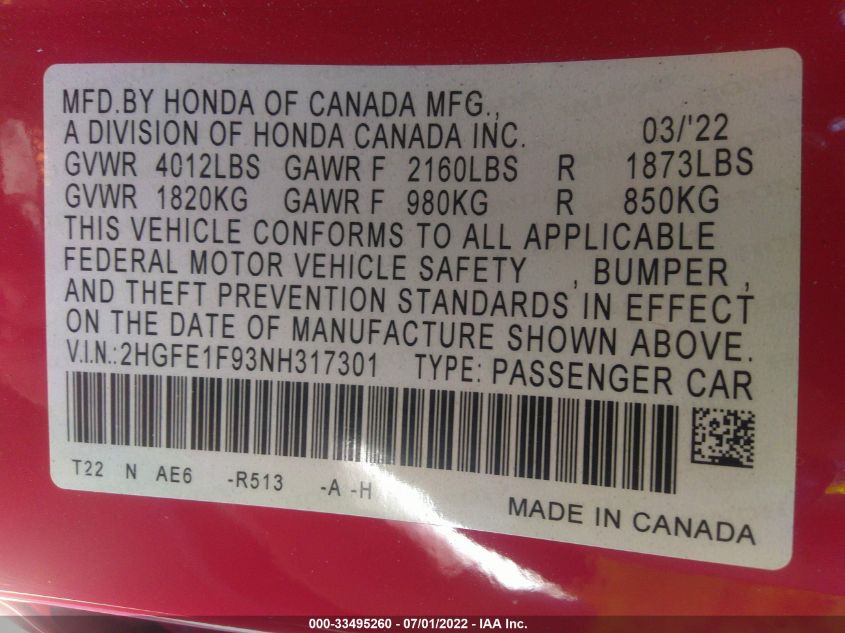 MFD.BY HONDA OF CANADA MFG.,
A DIVISION OF HONDA CANADA INC. 03/'22
GVWR 4012LBS GAWR F 2160LBS R 1873LBS
GVWR 1820KG GAWR F 980KG R 850KG
THIS VEHICLE CONFORMS TO ALL APPLICABLE
FEDERAL MOTOR VEHICLE SAFETY , BUMPER ,
AND THEFT PREVENTION STANDARDS IN EFFECT
ON THE DATE OF MANUFACTURE SHOWN ABOVE.
V.I.N.:2HGFE1F93NH317301 TYPE: PASSENGER CAR
T22 N AE6 -R513 -A -H
MADE IN CANADA
000-33495260 - 07/01/2022 - IAA Inc.